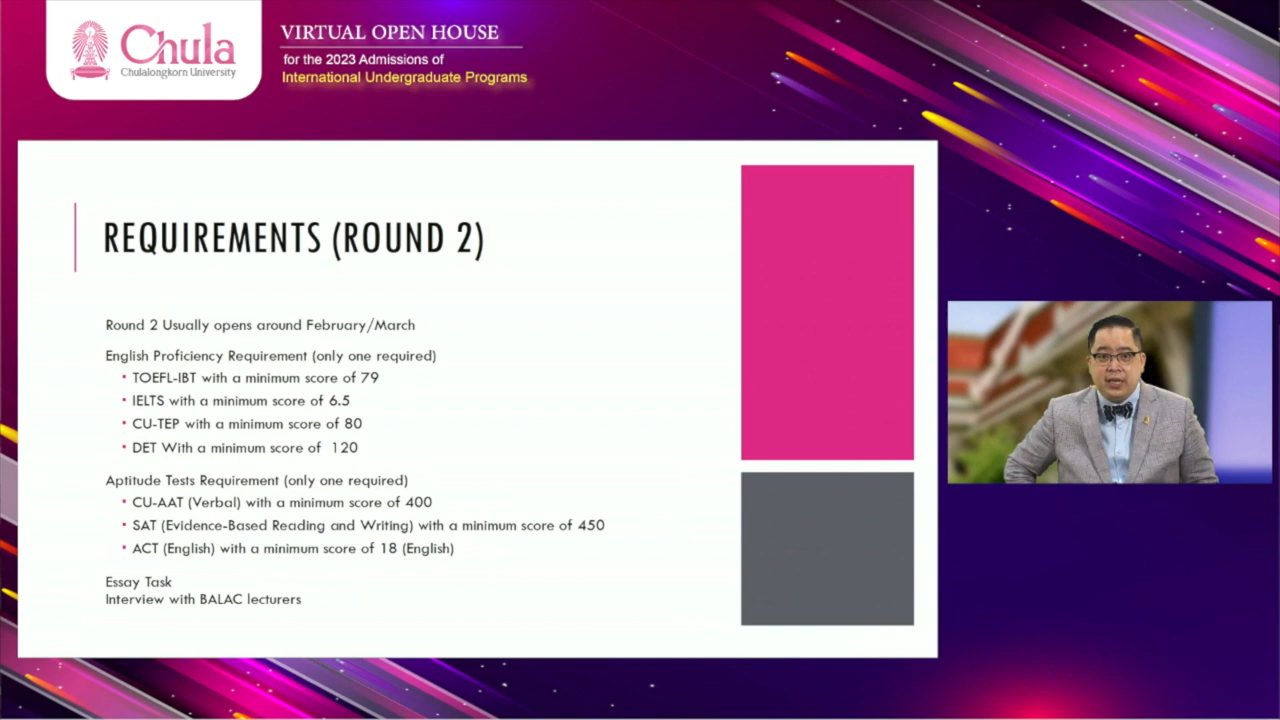 Chula
Chulalongkorn University
VIRTUAL OPEN HOUSE
for the 2023 Admissions of
International Undergraduate Programs
REQUIREMENTS (ROUND 2)
Round 2 Usually opens around February/March
English Proficiency Requirement (only one required)
▪ TOEFL-IBT with a minimum score of 79
▪ IELTS with a minimum score of 6.5
▪ CU-TEP with a minimum score of 80
▪ DET With a minimum score of 120
Aptitude Tests Requirement (only one required)
▪ CU-AAT (Verbal) with a minimum score of 400
▪ SAT (Evidence-Based Reading and Writing) with a minimum score of 450
▪ ACT (English) with a minimum score of 18 (English)
Essay Task
Interview with BALAC lecturers